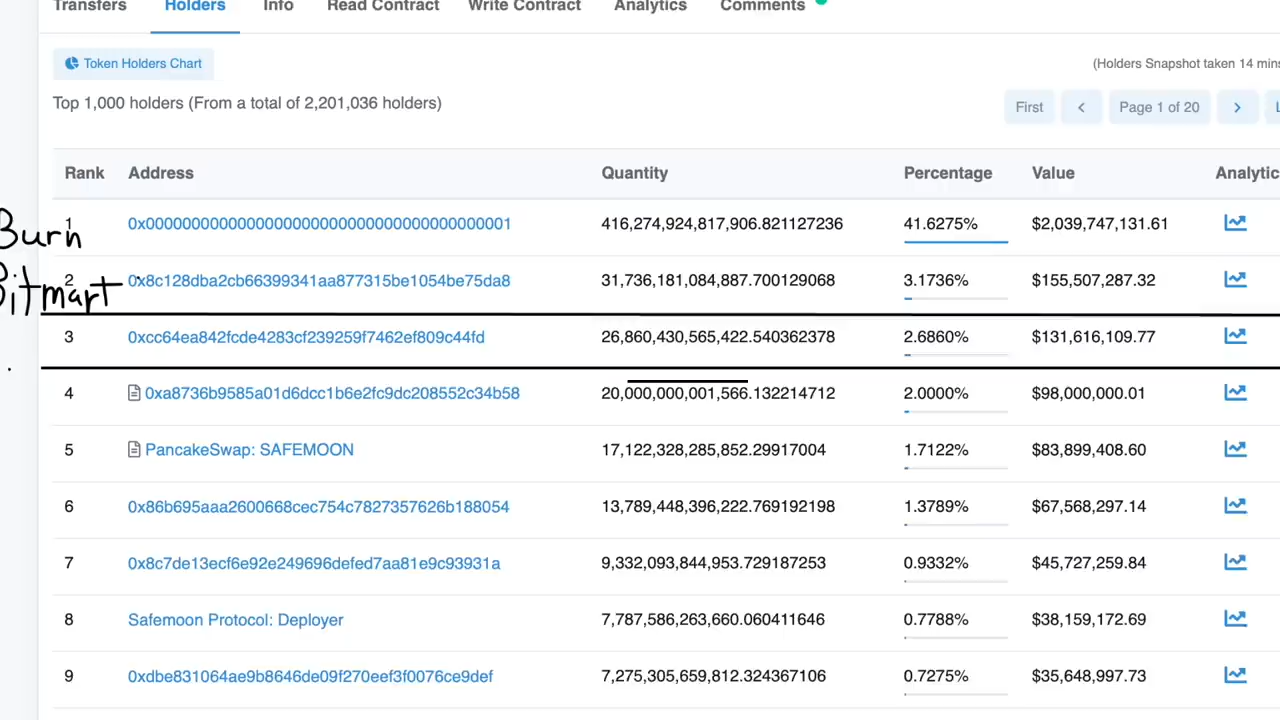 Transfers Holders Info Read Contract Write Contract Analytics Comments
Token Holders Chart
(Holders Snapshot taken 14 mins
Top 1,000 holders (From a total of 2,201,036 holders)
First < Page 1 of 20 > L
Rank Address Quantity Percentage Value Analytic
Burn
1 0x0000000000000000000000000000000000000001 416,274,924,817,906.821127236 41.6275% $2,039,747,131.61
Bitmart
2 0x8c128dba2cb66399341aa877315be1054be75da8 31,736,181,084,887.700129068 3.1736% $155,507,287.32
3 0xcc64ea842fcde4283cf239259f7462ef809c44fd 26,860,430,565,422.540362378 2.6860% $131,616,109.77
4 0xa8736b9585a01d6dcc1b6e2fc9dc208552c34b58 20,000,000,001,566.132214712 2.0000% $98,000,000.01
5 PancakeSwap: SAFEMOON 17,122,328,285,852.29917004 1.7122% $83,899,408.60
6 0x86b695aaa2600668cec754c7827357626b188054 13,789,448,396,222.769192198 1.3789% $67,568,297.14
7 0x8c7de13ecf6e92e249696defed7aa81e9c93931a 9,332,093,844,953.729187253 0.9332% $45,727,259.84
8 Safemoon Protocol: Deployer 7,787,586,263,660.060411646 0.7788% $38,159,172.69
9 0xdbe831064ae9b8646de09f270eef3f0076ce9def 7,275,305,659,812.324367106 0.7275% $35,648,997.73